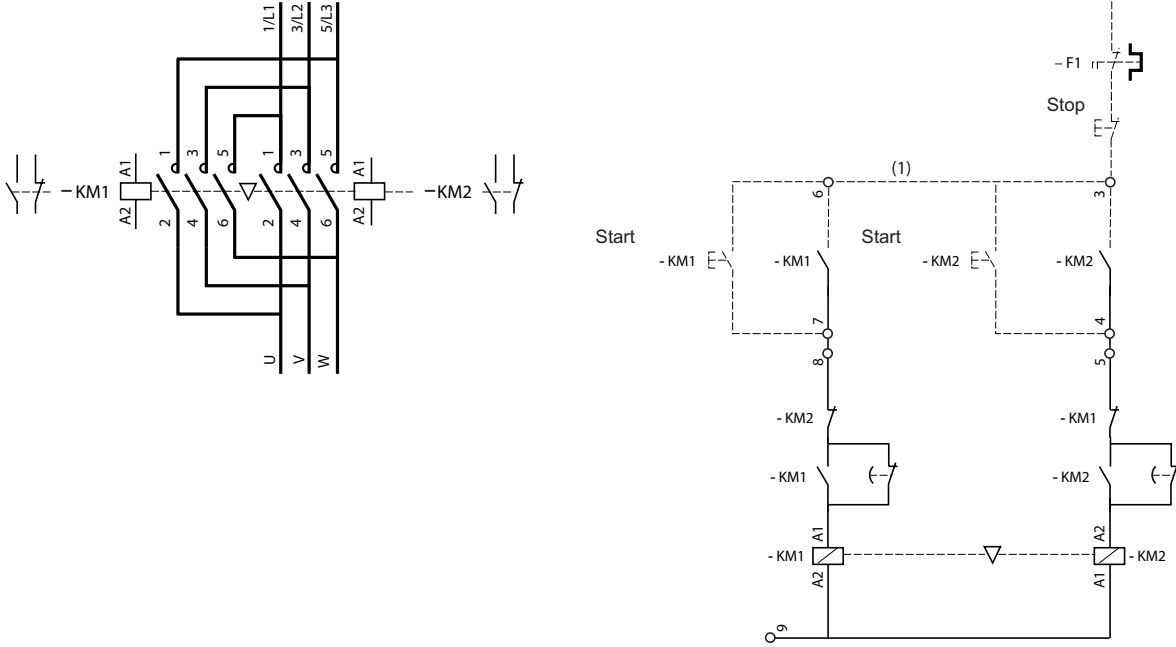 1/L1
3/L2
5/L3
1
3
5
1
3
5
– KM1
A1
A2
A1
A2
– KM2
2
4
6
2
4
6
U
V
W
– F1
Stop
(1)
6
3
Start
Start
- KM1
- KM1
- KM2
- KM2
7
4
8
5
- KM2
- KM1
- KM1
- KM2
A1
A2
- KM1
- KM2
A2
A1
9